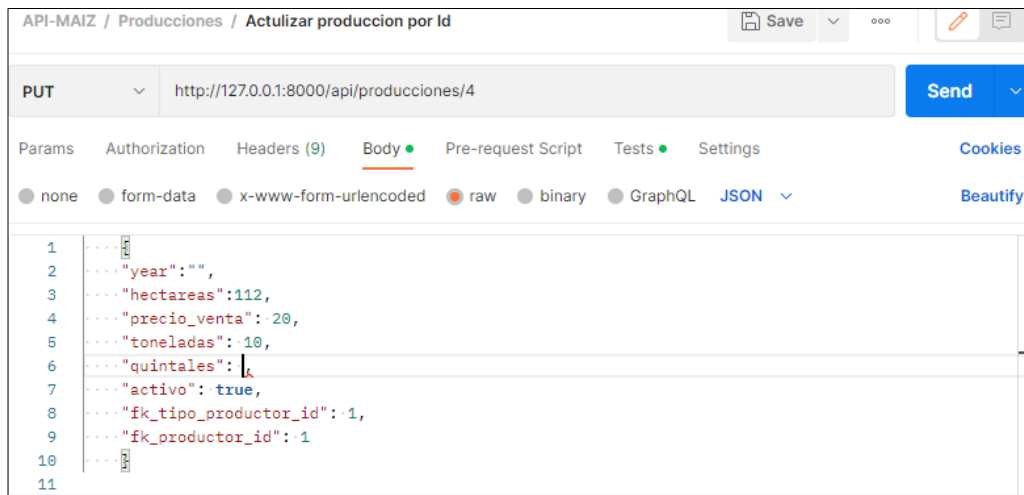 API-MAIZ / Producciones / Actulizar produccion por Id Save
PUT http://127.0.0.1:8000/api/producciones/4 Send
Params Authorization Headers (9) Body Pre-request Script Tests Settings Cookies
none form-data x-www-form-urlencoded raw binary GraphQL JSON Beautify
1 {
2 "year":"",
3 "hectareas":112,
4 "precio_venta": 20,
5 "toneladas": 10,
6 "quintales": ,
7 "activo": true,
8 "fk_tipo_productor_id": 1,
9 "fk_productor_id": 1
10 }
11